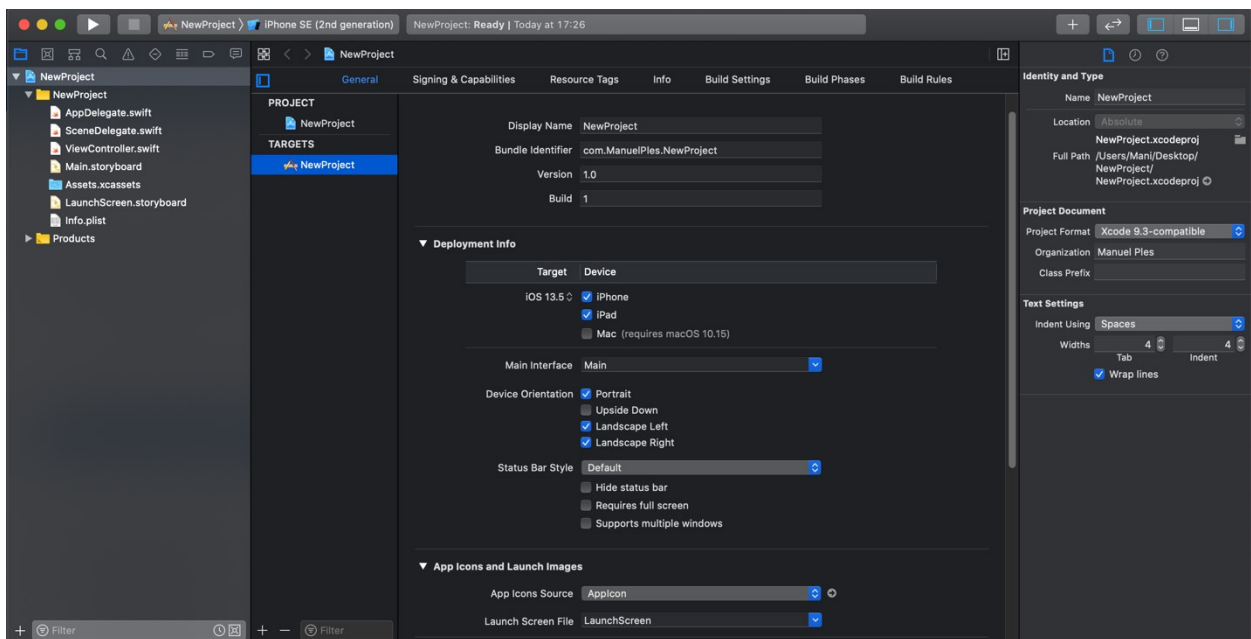 NewProject 〉 iPhone SE (2nd generation)
NewProject: Ready | Today at 17:26
NewProject
NewProject
AppDelegate.swift
SceneDelegate.swift
ViewController.swift
Main.storyboard
Assets.xcassets
LaunchScreen.storyboard
Info.plist
Products
Filter
NewProject
General Signing & Capabilities Resource Tags Info Build Settings Build Phases Build Rules
PROJECT
NewProject
TARGETS
NewProject
Filter
Display Name NewProject
Bundle Identifier com.ManuelPles.NewProject
Version 1.0
Build 1
Deployment Info
Target Device
iOS 13.5 iPhone
iPad
Mac (requires macOS 10.15)
Main Interface Main
Device Orientation Portrait
Upside Down
Landscape Left
Landscape Right
Status Bar Style Default
Hide status bar
Requires full screen
Supports multiple windows
App Icons and Launch Images
App Icons Source AppIcon
Launch Screen File LaunchScreen
Identity and Type
Name NewProject
Location Absolute
NewProject.xcodeproj
Full Path /Users/Mani/Desktop/
NewProject/
NewProject.xcodeproj
Project Document
Project Format Xcode 9.3-compatible
Organization Manuel Ples
Class Prefix
Text Settings
Indent Using Spaces
Widths 4 4
Tab Indent
Wrap lines